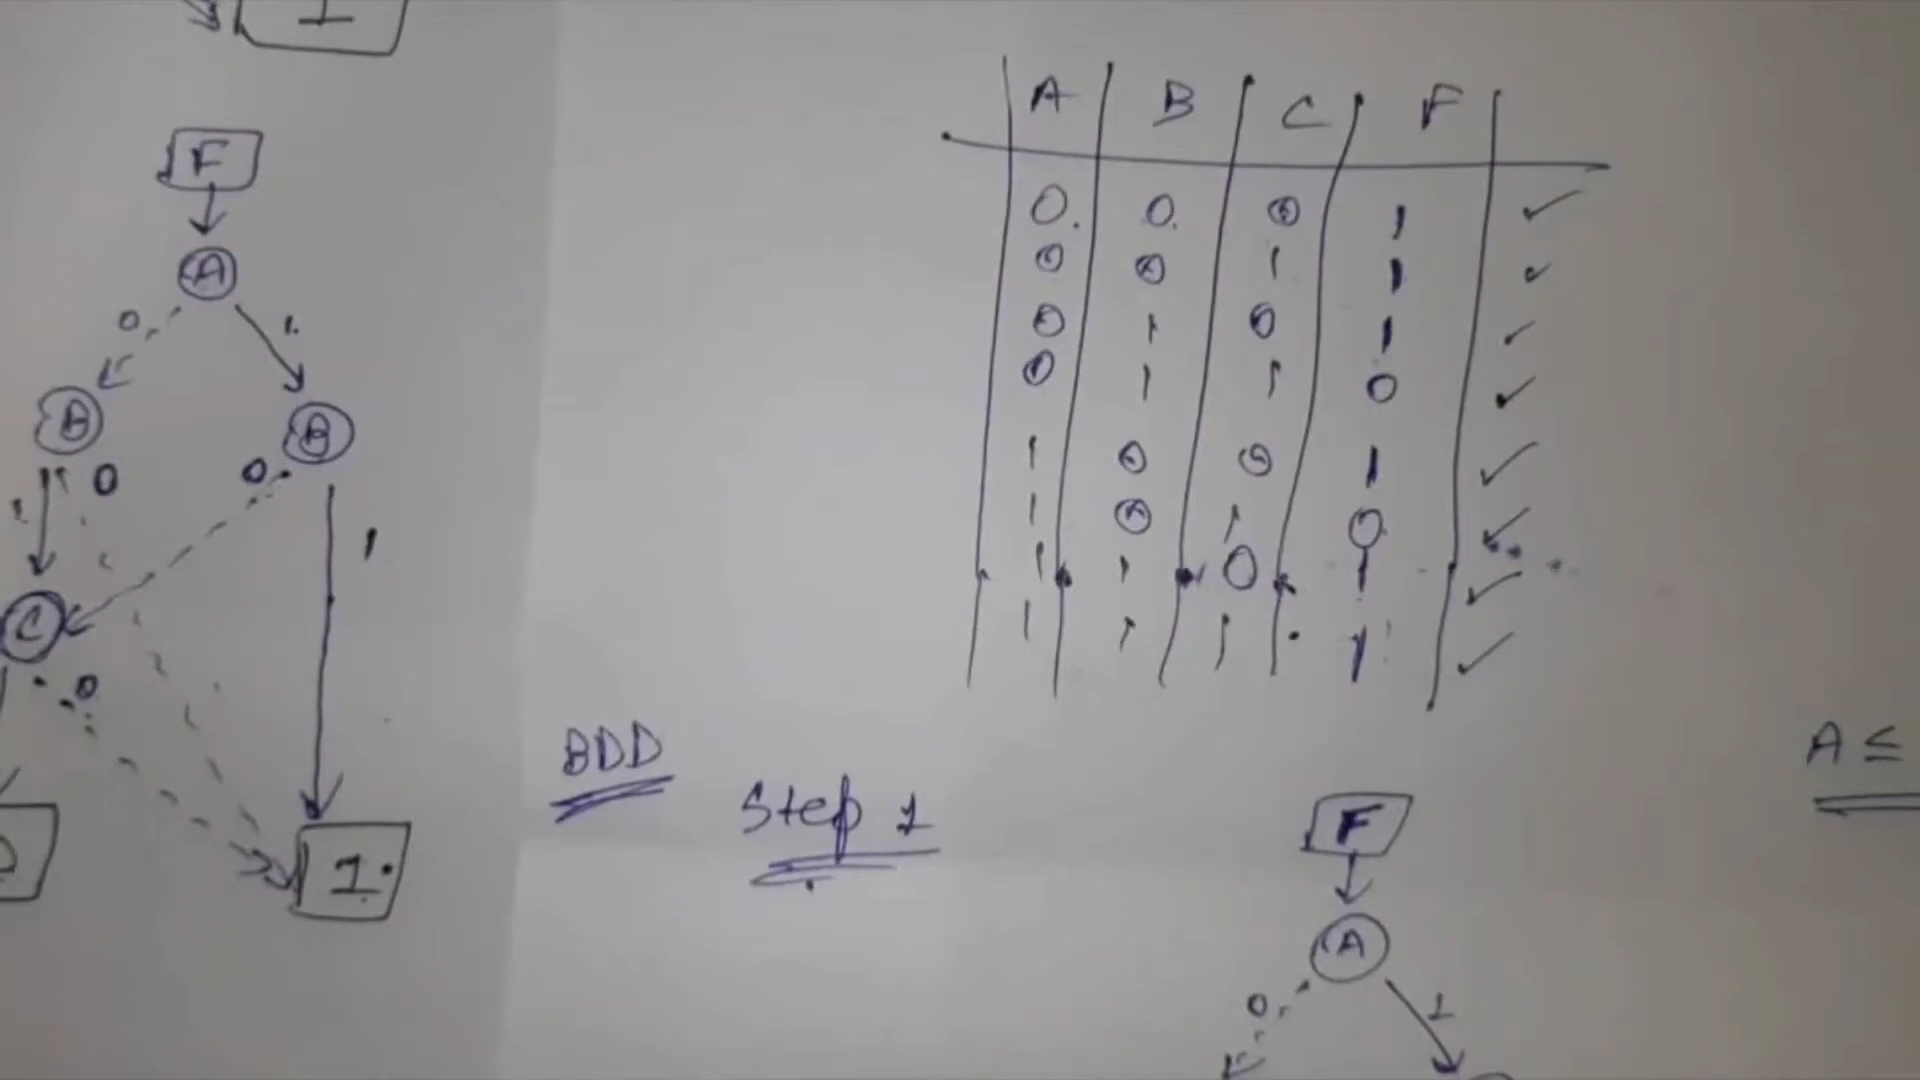 1
F
A
0 1.
B B
1 0 0 1
C
0
1.
A B C F
0. 0. 0 1 ✓
0 0 1 1 ✓
0 1 0 1 ✓
0 1 1 0 ✓
1 0 0 1 ✓
1 0 1 0 ✓
1 1 0 1 ✓
1 1 1 1 ✓
BDD
Step 1
F
A
0 1
A ≤